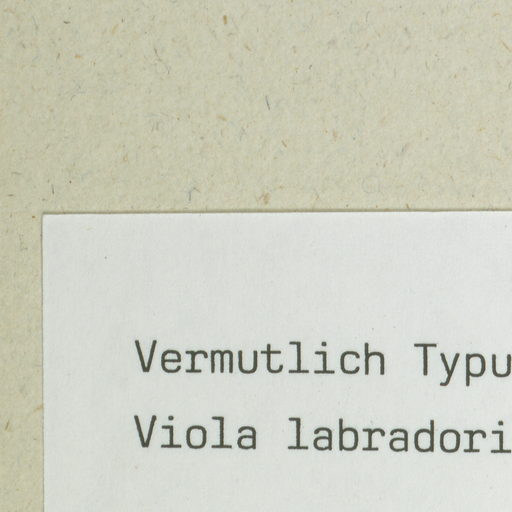 Vermutlich Typu
Viola labradori